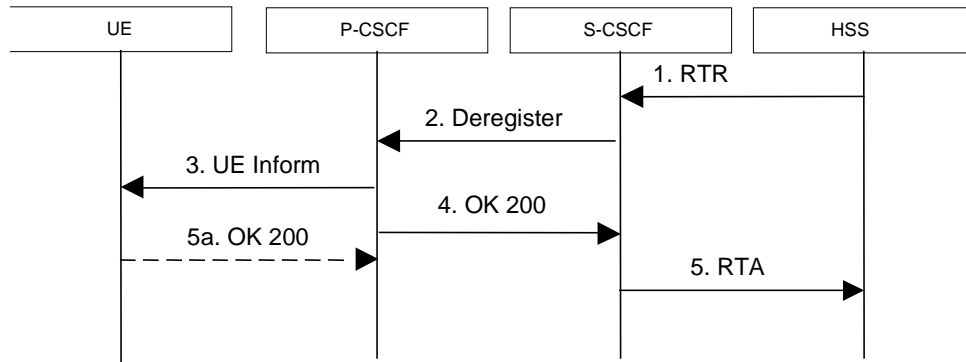 UE
P-CSCF
S-CSCF
HSS
1. RTR
2. Deregister
3. UE Inform
4. OK 200
5a. OK 200
5. RTA